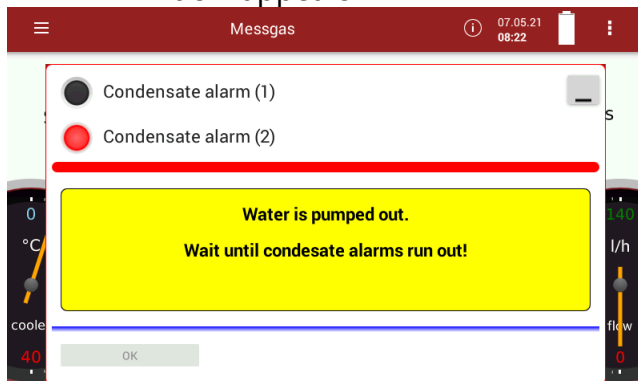 Messgas
07.05.21
08:22
Condensate alarm (1)
s
Condensate alarm (2)
Water is pumped out.
Wait until condesate alarms run out!
0
140
°C
l/h
coole
flow
OK
40
0